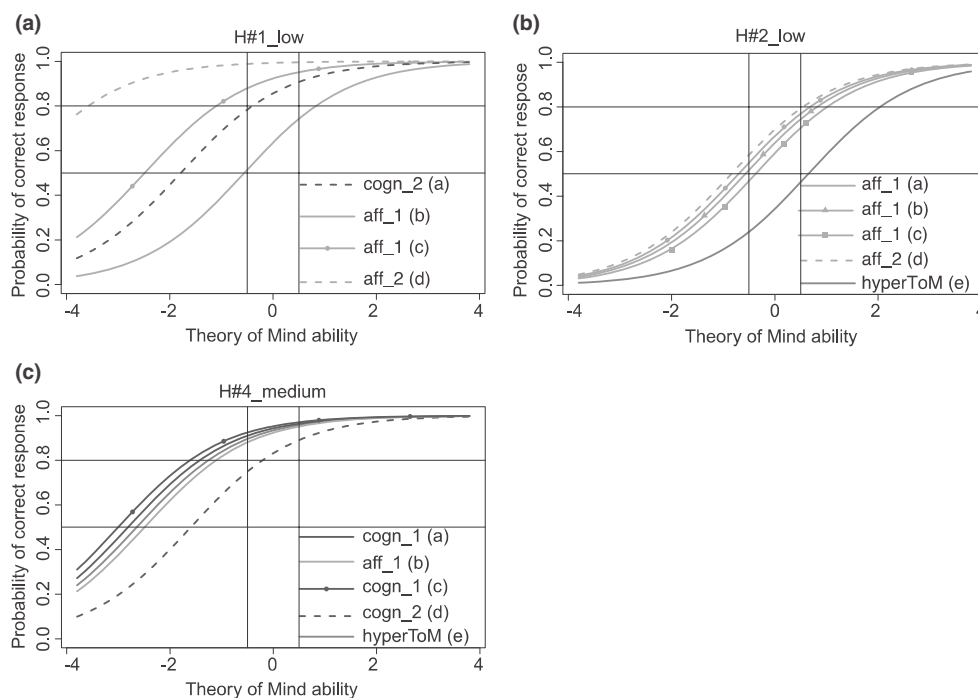 (a)
H#1_low
Probability of correct response
1.0
0.8
0.6
0.4
0.2
0.0
cogn_2 (a)
aff_1 (b)
aff_1 (c)
aff_2 (d)
-4 -2 0 2 4
Theory of Mind ability
(b)
H#2_low
Probability of correct respose
1.0
0.8
0.6
0.4
0.2
0.0
aff_1 (a)
aff_1 (b)
aff_1 (c)
aff_2 (d)
hyperToM (e)
-4 -2 0 2 4
Theory of Mind ability
(c)
H#4_medium
Probability of correct response
1.0
0.8
0.6
0.4
0.2
0.0
cogn_1 (a)
aff_1 (b)
cogn_1 (c)
cogn_2 (d)
hyperToM (e)
-4 -2 0 2 4
Theory of Mind ability